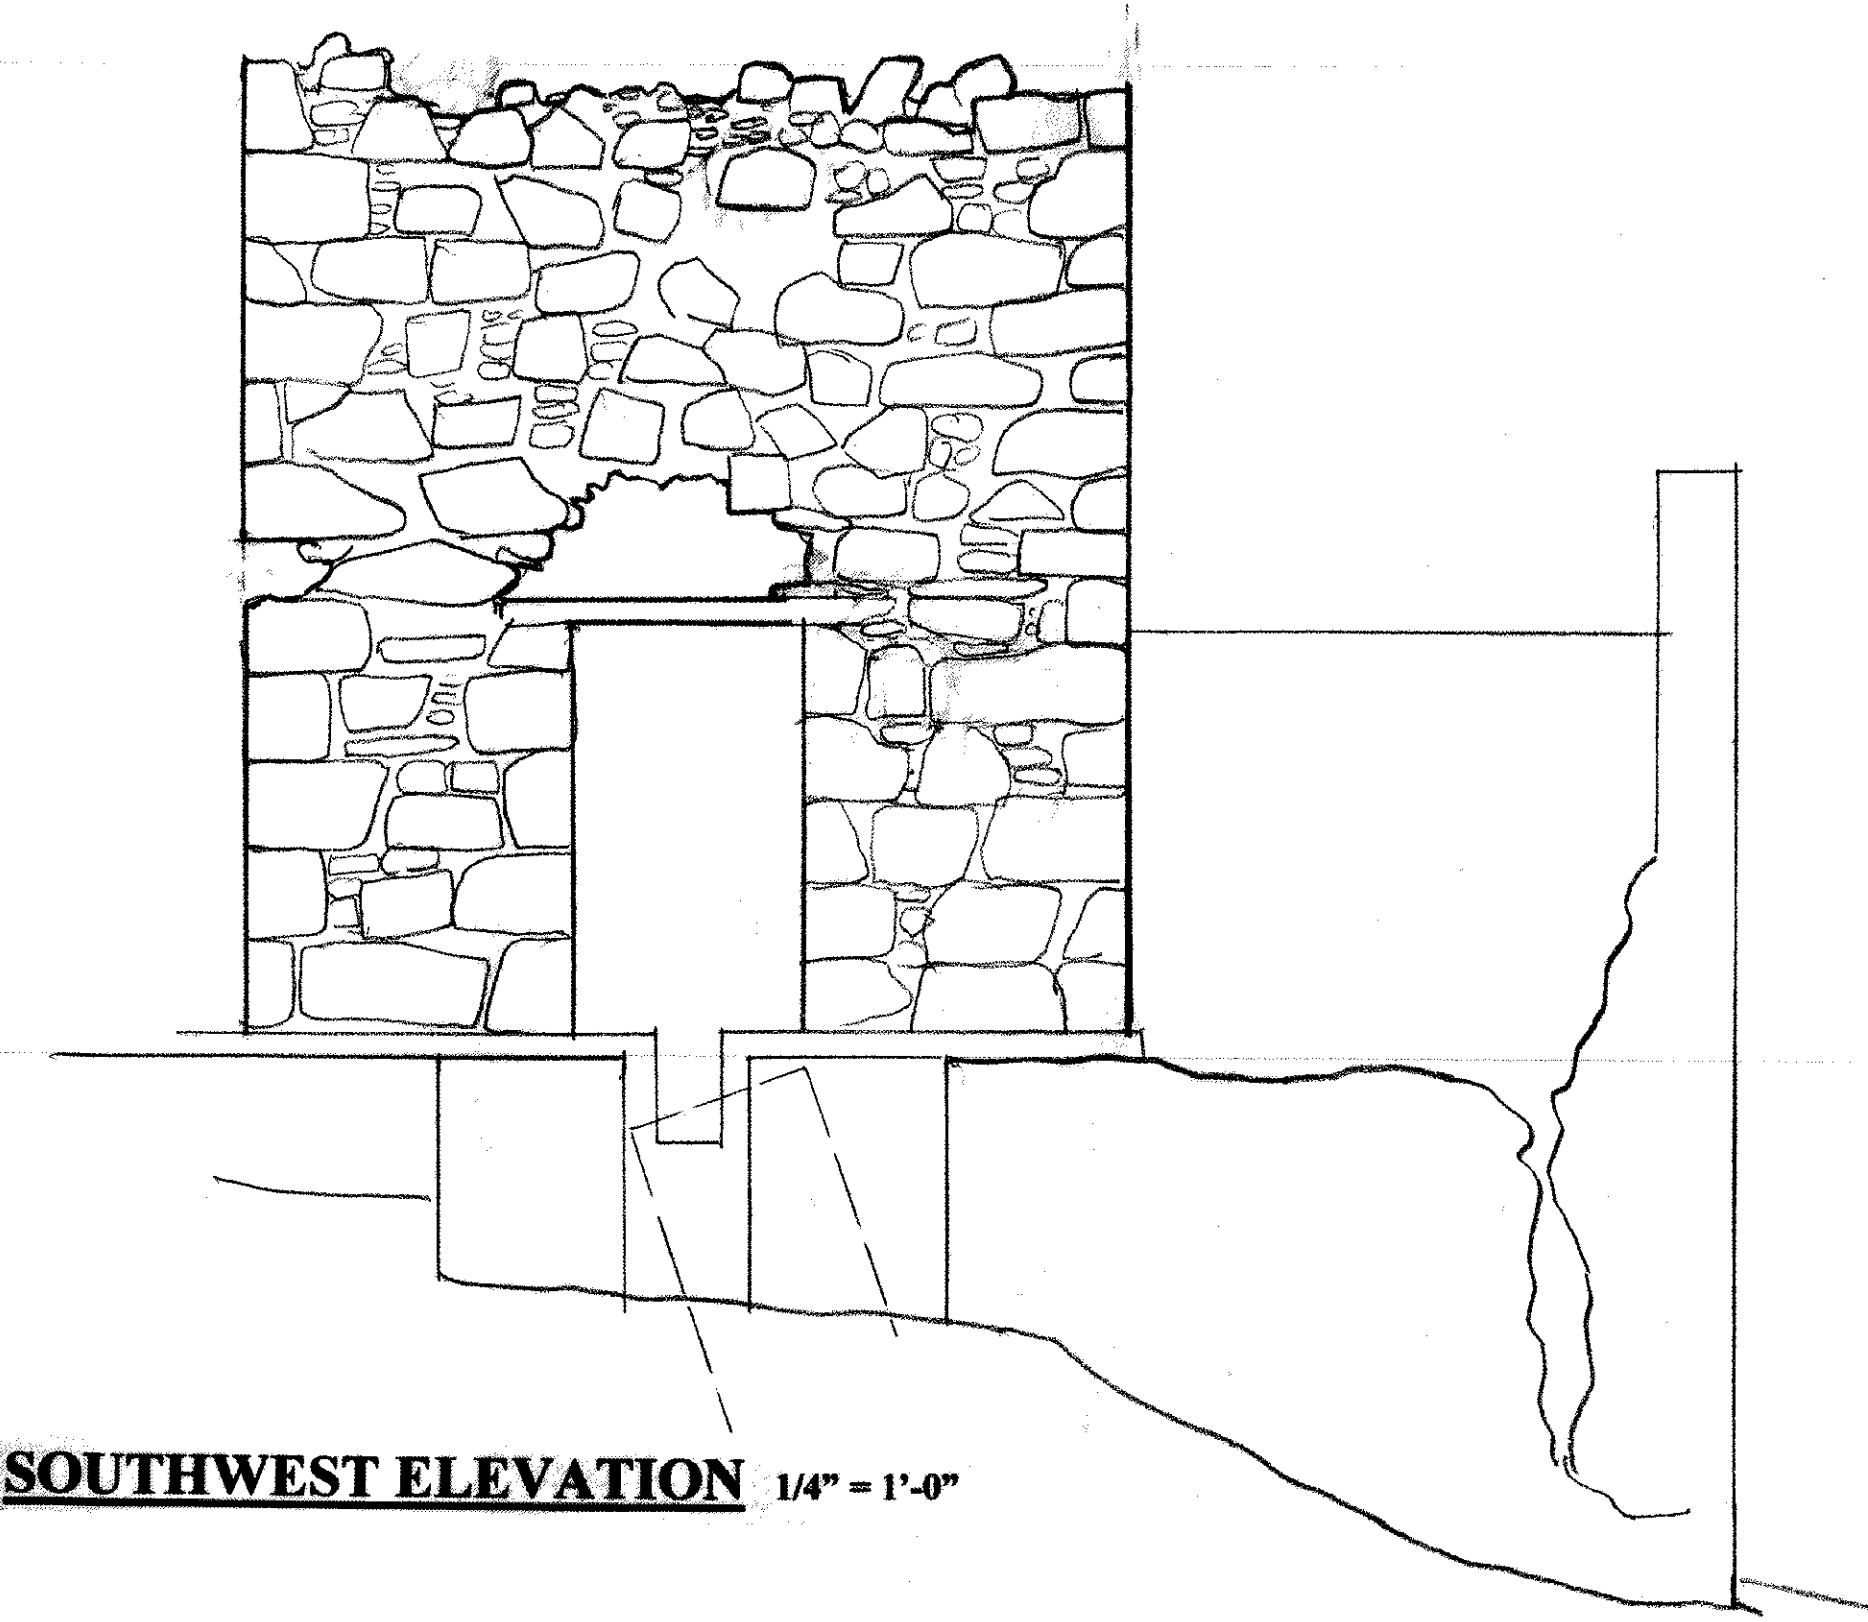 SOUTHWEST ELEVATION 1/4” = 1’-0”